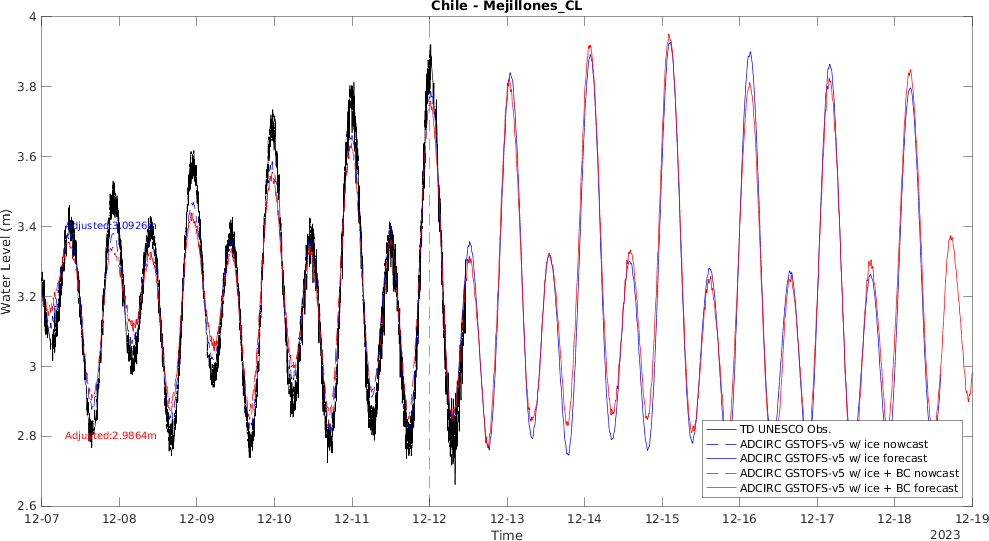 Chile - Mejillones_CL
4
3.8
3.6
3.4
3.2
3
2.8
2.6
Water Level (m)
Adjusted:3.0926m
Adjusted:2.9864m
TD UNESCO Obs.
ADCIRC GSTOFS-v5 w/ ice nowcast
ADCIRC GSTOFS-v5 w/ ice forecast
ADCIRC GSTOFS-v5 w/ ice + BC nowcast
ADCIRC GSTOFS-v5 w/ ice + BC forecast
12-07 12-08 12-09 12-10 12-11 12-12 12-13 12-14 12-15 12-16 12-17 12-18 12-19
Time
2023